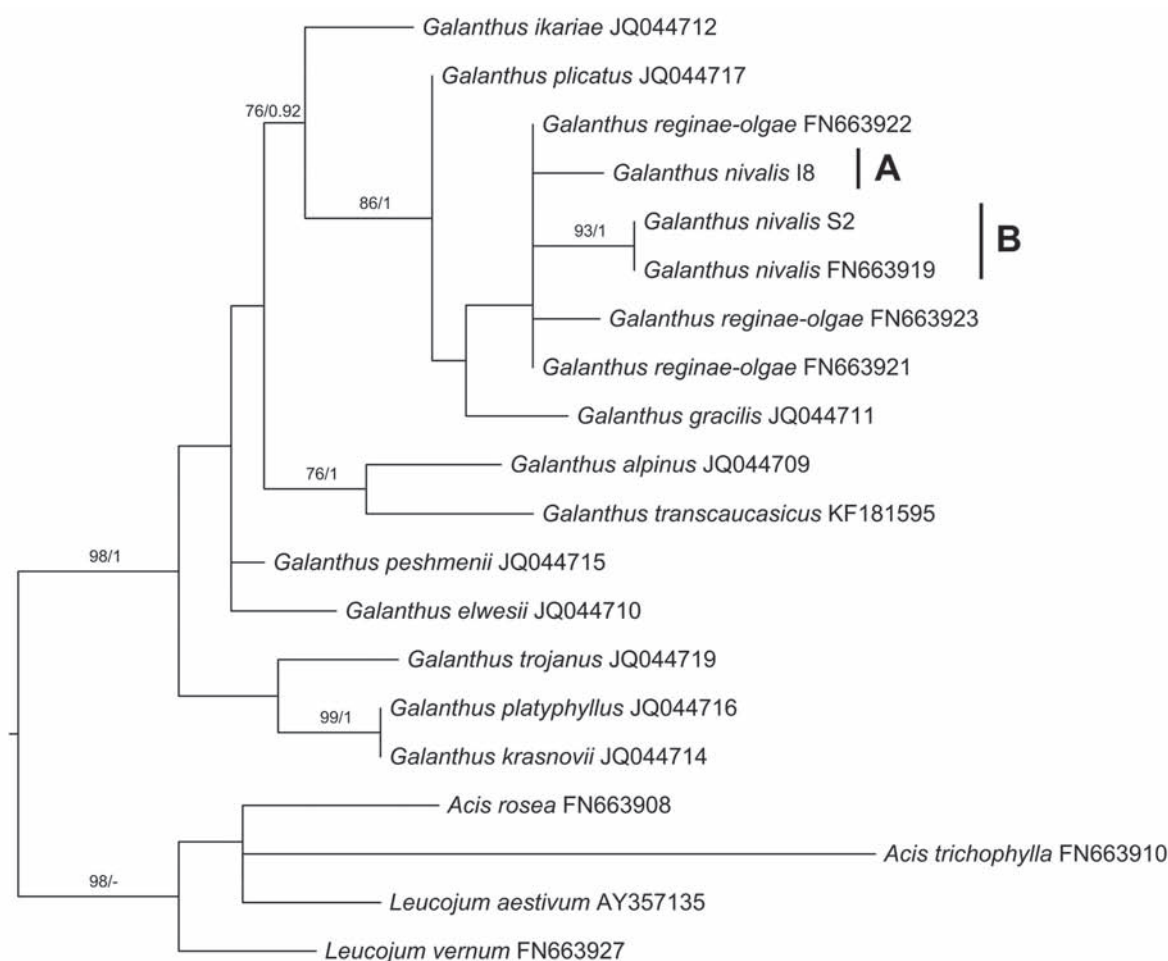 Galanthus ikariae JQ044712
Galanthus plicatus JQ044717
76/0.92
Galanthus reginae-olgae FN663922
Galanthus nivalis I8
A
86/1
Galanthus nivalis S2
93/1
B
Galanthus nivalis FN663919
Galanthus reginae-olgae FN663923
Galanthus reginae-olgae FN663921
Galanthus gracilis JQ044711
Galanthus alpinus JQ044709
76/1
Galanthus transcaucasicus KF181595
98/1
Galanthus peshmenii JQ044715
Galanthus elwesii JQ044710
Galanthus trojanus JQ044719
Galanthus platyphyllus JQ044716
99/1
Galanthus krasnovii JQ044714
Acis rosea FN663908
Acis trichophylla FN663910
98/-
Leucojum aestivum AY357135
Leucojum vernum FN663927